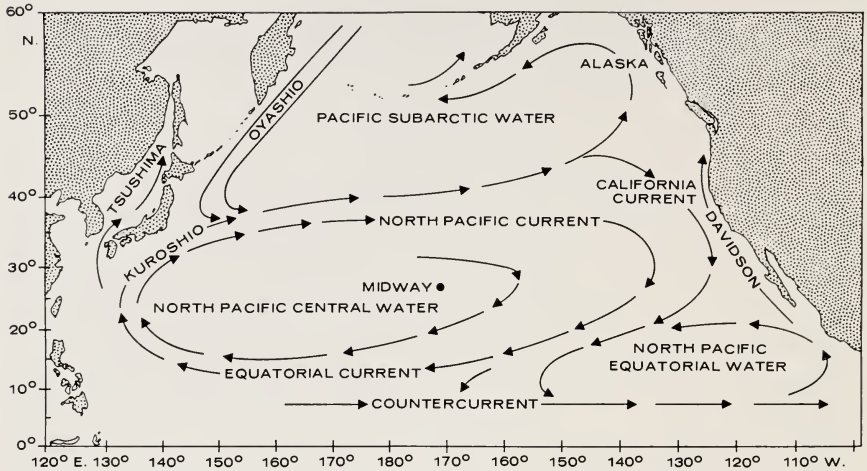 60°
N.
ALASKA
50°
OYASHIO
PACIFIC SUBARCTIC WATER
TSUSHIMA
40°
CALIFORNIA
CURRENT
NORTH PACIFIC CURRENT
DAVIDSON
KUROSHIO
30°
MIDWAY
NORTH PACIFIC CENTRAL WATER
20°
NORTH PACIFIC
EQUATORIAL WATER
EQUATORIAL CURRENT
10°
COUNTERCURRENT
0°
120° E. 130° 140° 150° 160° 170° 180° 170° 160° 150° 140° 130° 120° 110° W.